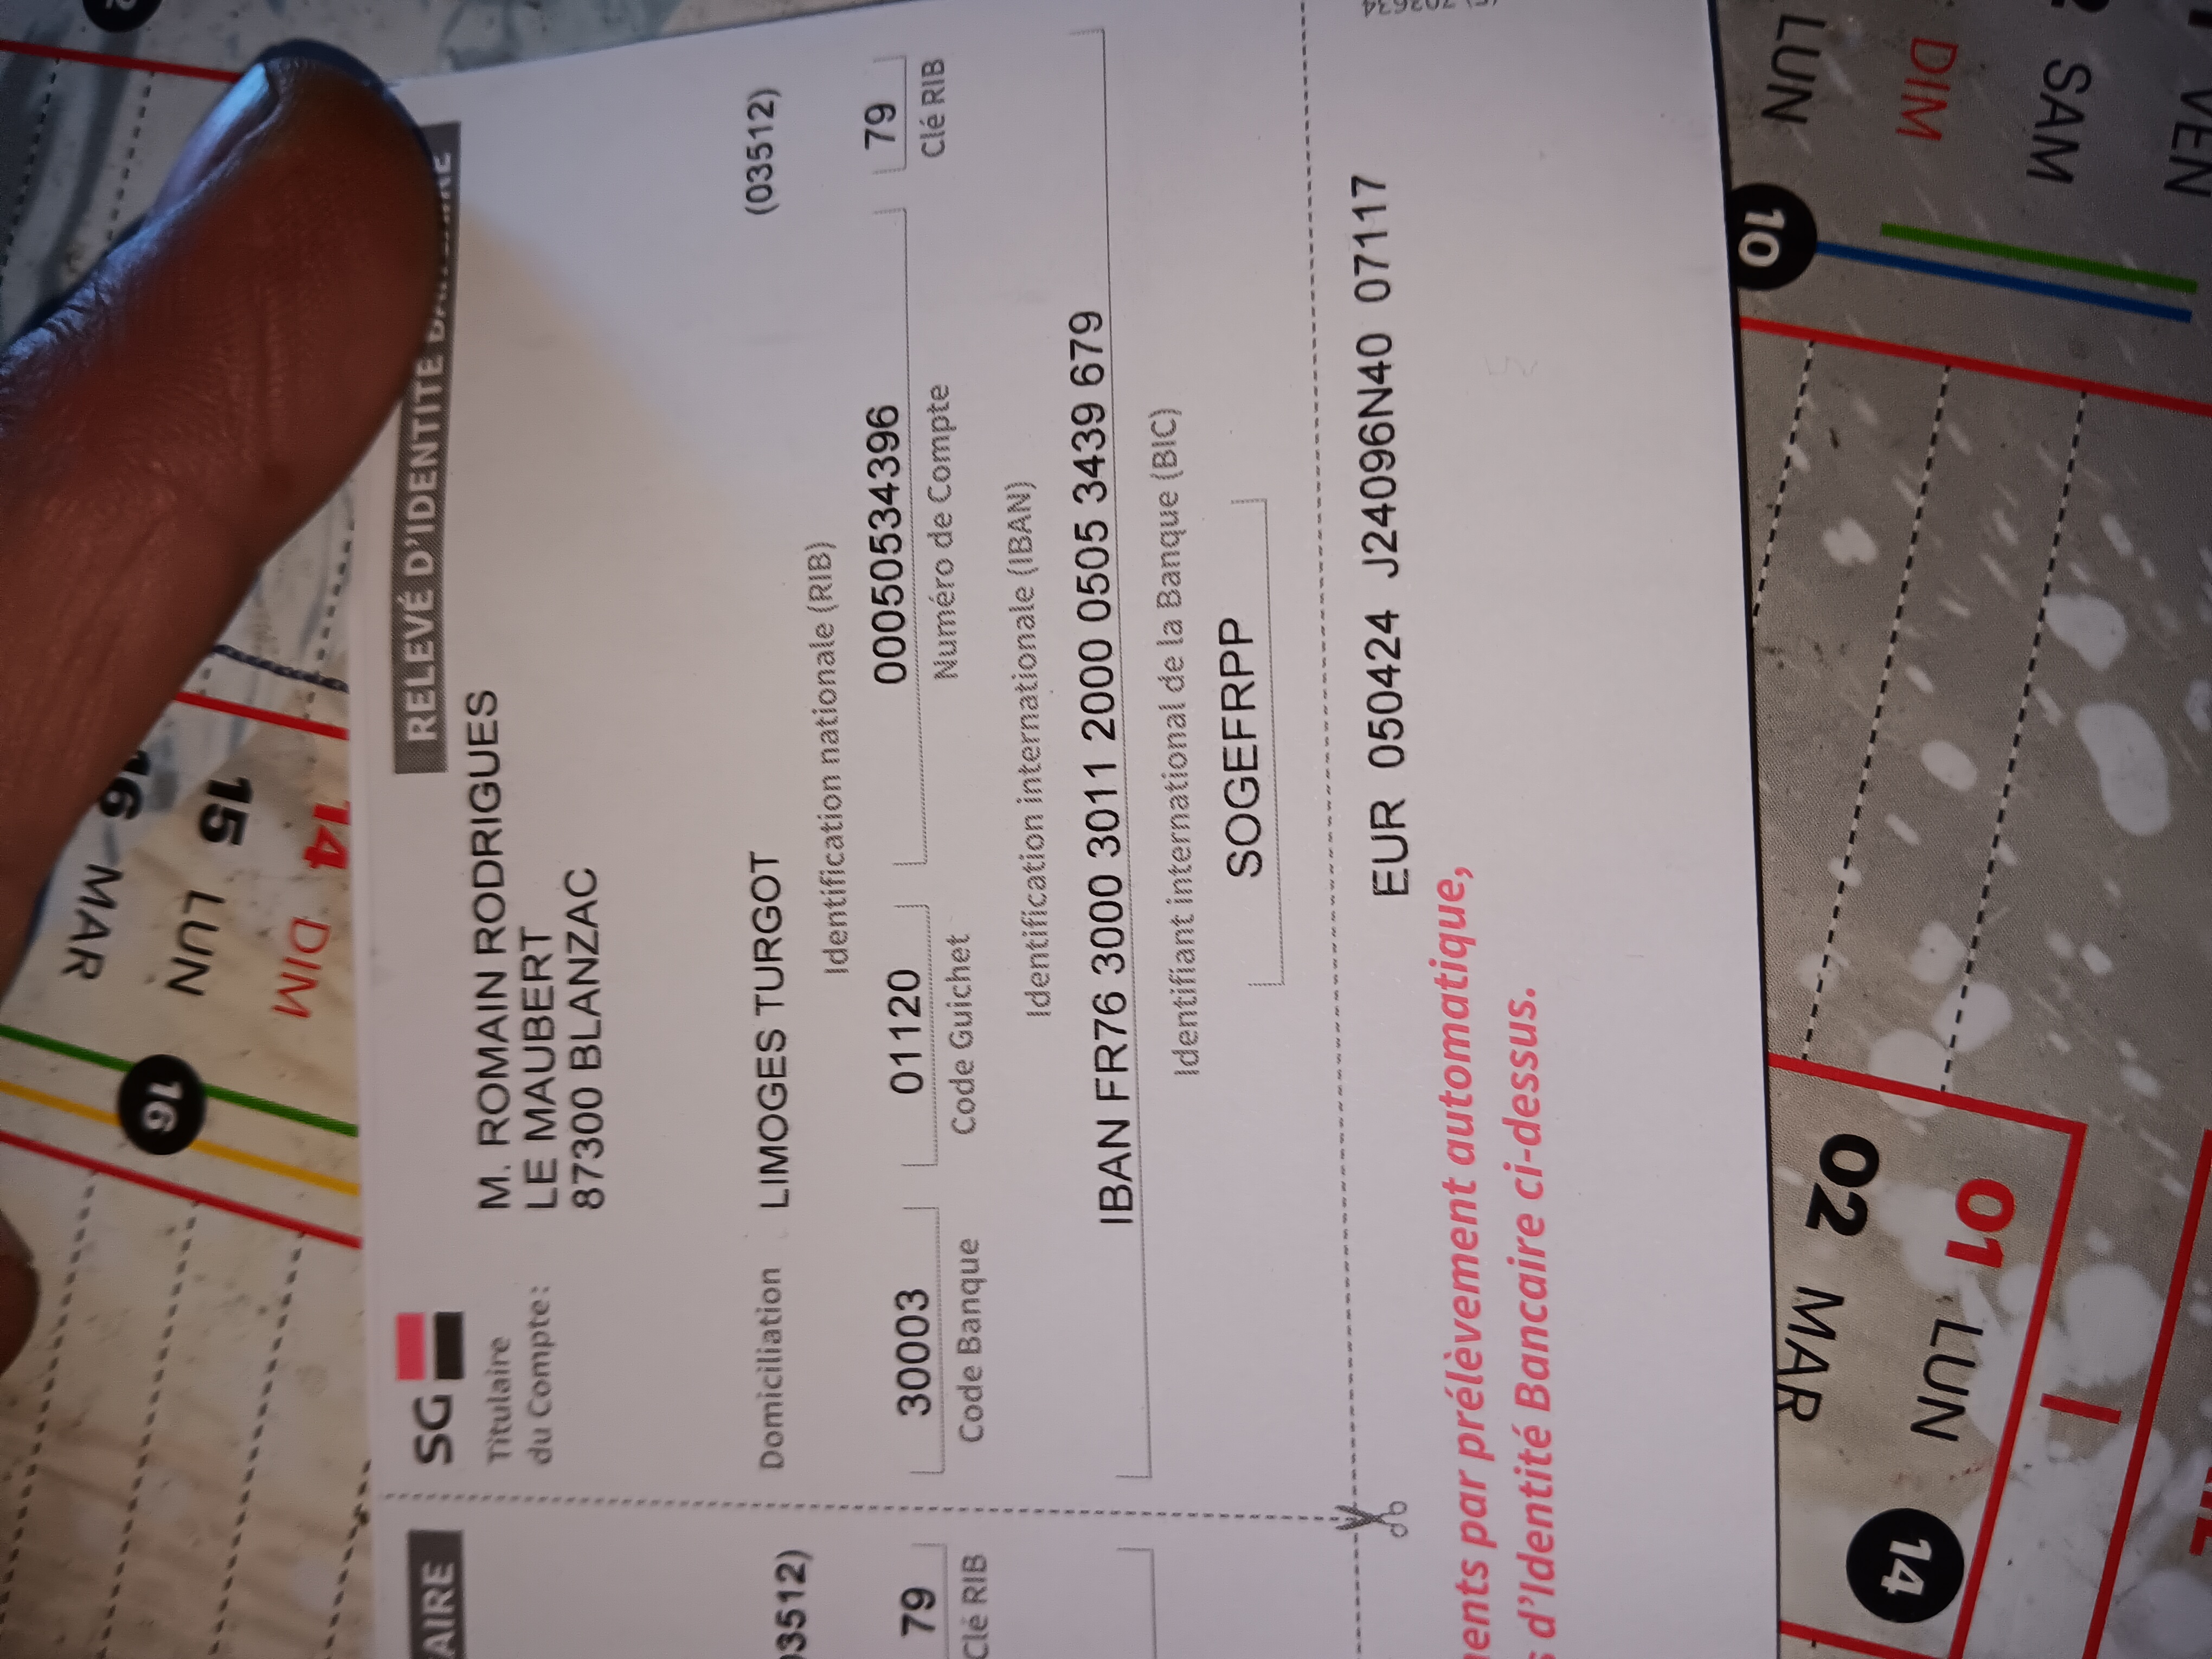 RELEVÉ D'IDENTITÉ
SG
Titulaire
du Compte:
M. ROMAIN RODRIGUES
LE MAUBERT
87300 BLANZAC
Domiciliation LIMOGES TURGOT (03512)
Identification nationale (RIB)
30003 01120 00050534396 79
Code Banque Code Guichet Numéro de Compte Clé RIB
Identification internationale (IBAN)
IBAN FR76 3000 3011 2000 0505 3439 679
Identifiant international de la Banque (BIC)
SOGEFRPP
EUR 050424 J24096N40 07117
ents par prélèvement automatique,
d'Identité Bancaire ci-dessus.
AIRE
03512)
79
Clé RIB
16 MAR
15 LUN
14 DIM
16
LUN
DIM
SAM
VEN
10
02 MAR
01 LUN
14